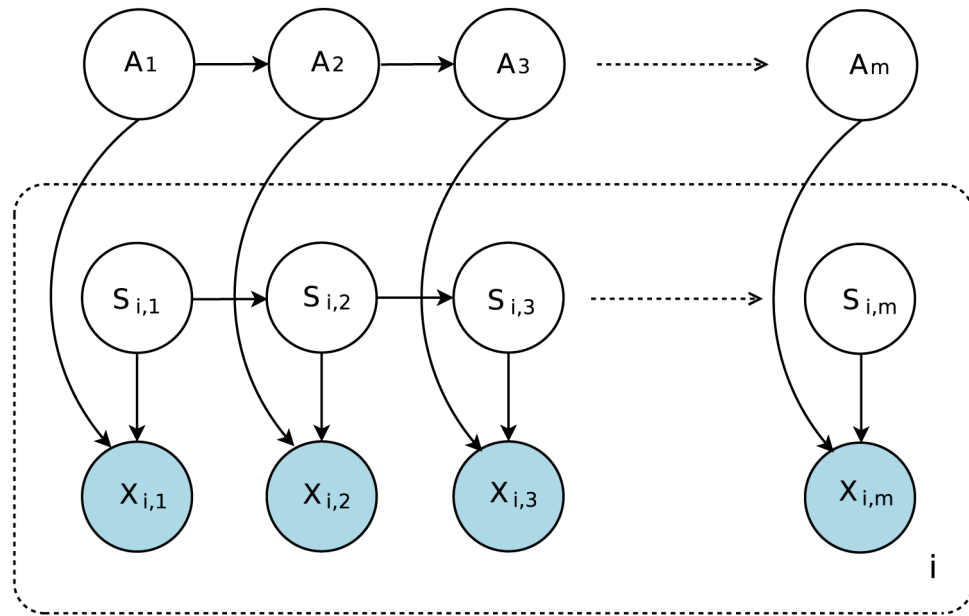 A1 A2 A3 Am
S i,1 S i,2 S i,3 S i,m
X i,1 X i,2 X i,3 X i,m
i